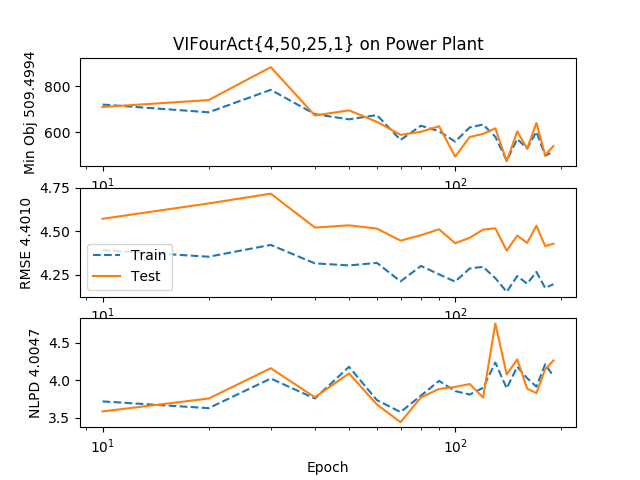 VIFourAct{4,50,25,1} on Power Plant
Min Obj 509.4994
800
600
10¹
10²
RMSE 4.4010
4.75
4.50
4.25
Train
Test
10¹
10²
NLPD 4.0047
4.5
4.0
3.5
10¹
10²
Epoch